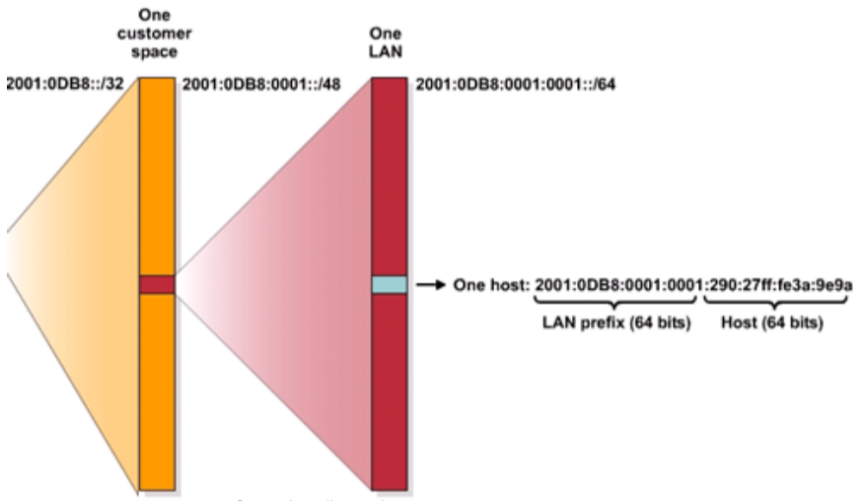 One
customer
space
One
LAN
2001:0DB8::/32
2001:0DB8:0001::/48
2001:0DB8:0001:0001::/64
One host: 2001:0DB8:0001:0001:290:27ff:fe3a:9e9a
LAN prefix (64 bits)
Host (64 bits)